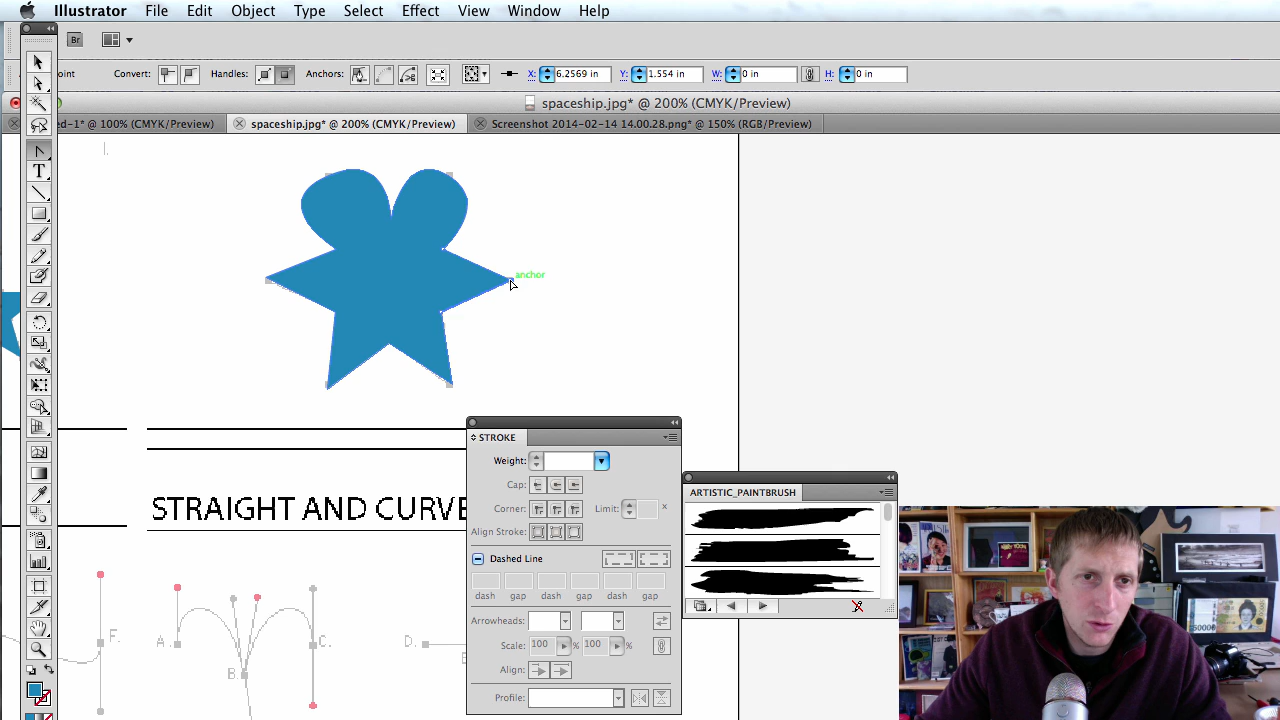 Illustrator File Edit Object Type Select Effect View Window Help
Br
oint Convert: Handles: Anchors: X: 6.2569 in Y: 1.554 in W: 0 in H: 0 in
spaceship.jpg* @ 200% (CMYK/Preview)
ed-1* @ 100% (CMYK/Preview) spaceship.jpg* @ 200% (CMYK/Preview) Screenshot 2014-02-14 14.00.28.png* @ 150% (RGB/Preview)
anchor
STROKE
Weight:
Cap:
Corner: Limit: x
Align Stroke:
Dashed Line
dash gap dash gap dash gap
Arrowheads:
Scale: 100 % 100 %
Align:
Profile:
ARTISTIC_PAINTBRUSH
STRAIGHT AND CURVE
F. A. B. C. D. E
50000